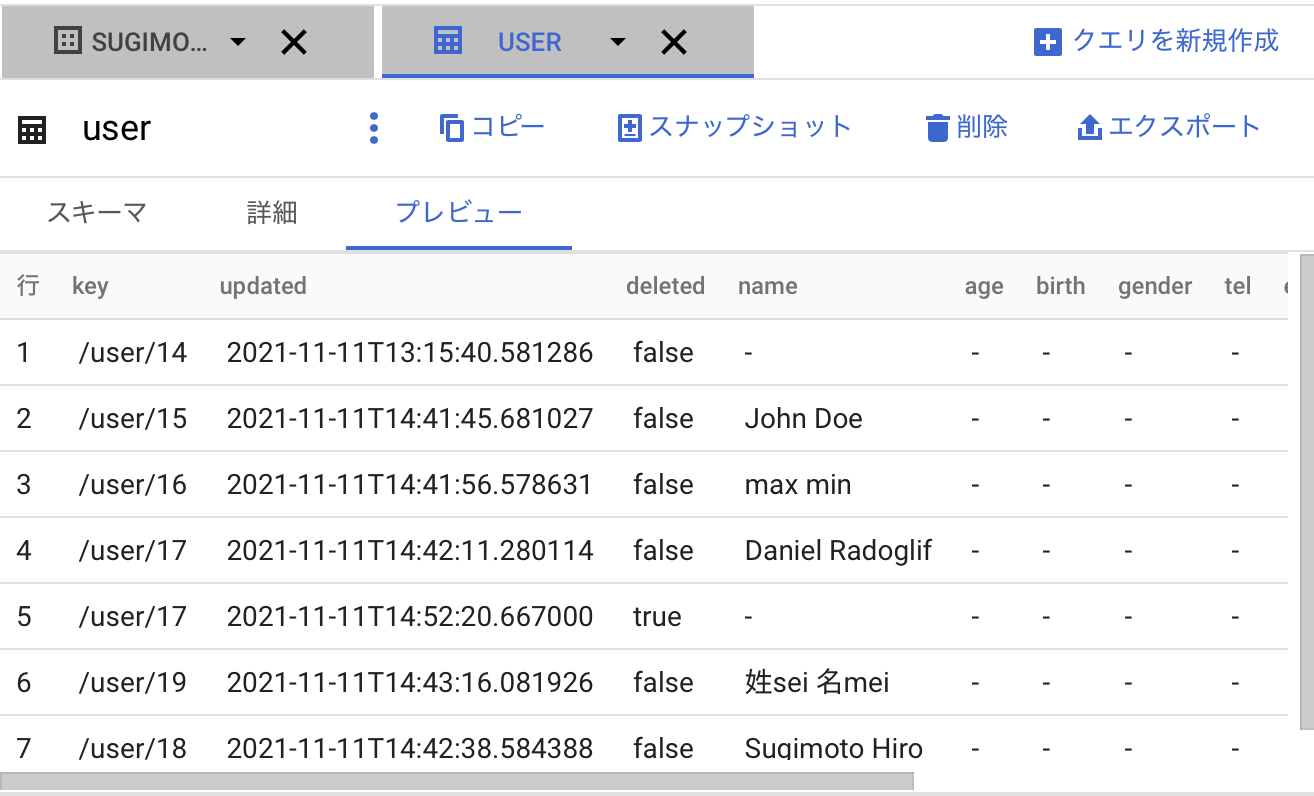 SUGIMO... USER クエリを新規作成
user コピー スナップショット 削除 エクスポート
スキーマ 詳細 プレビュー
行 key updated deleted name age birth gender tel
1 /user/14 2021-11-11T13:15:40.581286 false - - - - -
2 /user/15 2021-11-11T14:41:45.681027 false John Doe - - - -
3 /user/16 2021-11-11T14:41:56.578631 false max min - - - -
4 /user/17 2021-11-11T14:42:11.280114 false Daniel Radoglif - - - -
5 /user/17 2021-11-11T14:52:20.667000 true - - - - -
6 /user/19 2021-11-11T14:43:16.081926 false 姓sei 名mei - - - -
7 /user/18 2021-11-11T14:42:38.584388 false Sugimoto Hiro - - - -